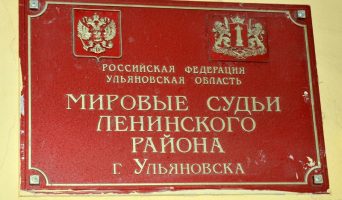 РОССИЙСКАЯ ФЕДЕРАЦИЯ
УЛЬЯНОВСКАЯ ОБЛАСТЬ
МИРОВЫЕ СУДЬИ
ЛЕНИНСКОГО
РАЙОНА
Г. УЛЬЯНОВСКА